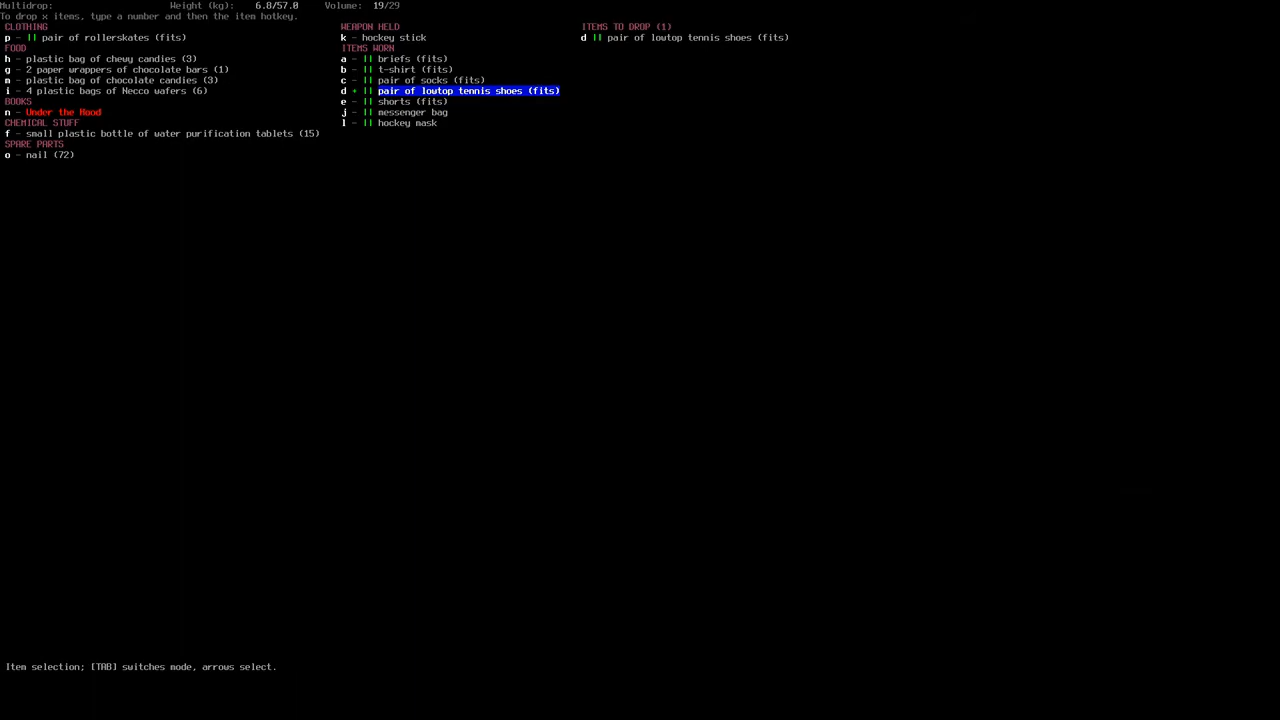 Multidrop: Weight (kg): 6.8/57.0 Volume: 19/29
To drop x items, type a number and then the item hotkey.
CLOTHING
p - || pair of rollerskates (fits)
FOOD
h - plastic bag of chewy candies (3)
g - 2 paper wrappers of chocolate bars (1)
m - plastic bag of chocolate candies (3)
i - 4 plastic bags of Necco wafers (6)
BOOKS
n - Under the Hood
CHEMICAL STUFF
f - small plastic bottle of water purification tablets (15)
SPARE PARTS
o - nail (72)
WEAPON HELD
k - hockey stick
ITEMS WORN
a - || briefs (fits)
b - || t-shirt (fits)
c - || pair of socks (fits)
d + || pair of lowtop tennis shoes (fits)
e - || shorts (fits)
j - || messenger bag
l - || hockey mask
ITEMS TO DROP (1)
d || pair of lowtop tennis shoes (fits)
Item selection; [TAB] switches mode, arrows select.